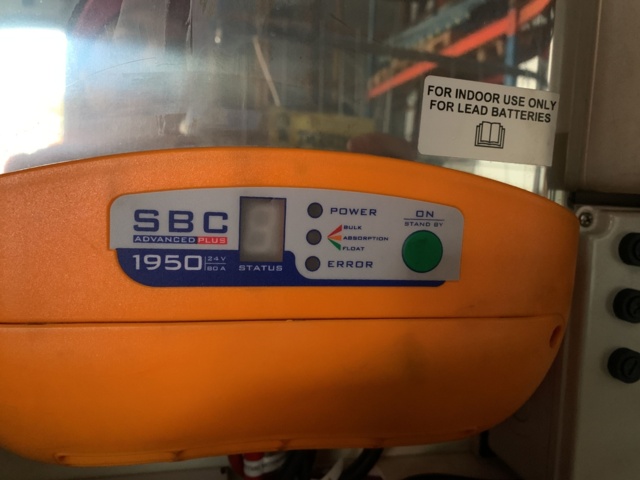 FOR INDOOR USE ONLY
FOR LEAD BATTERIES
SBC
ADVANCED PLUS
1950 24V
60 A
STATUS
POWER
BULK
ABSORPTION
FLOAT
ERROR
ON
STAND BY